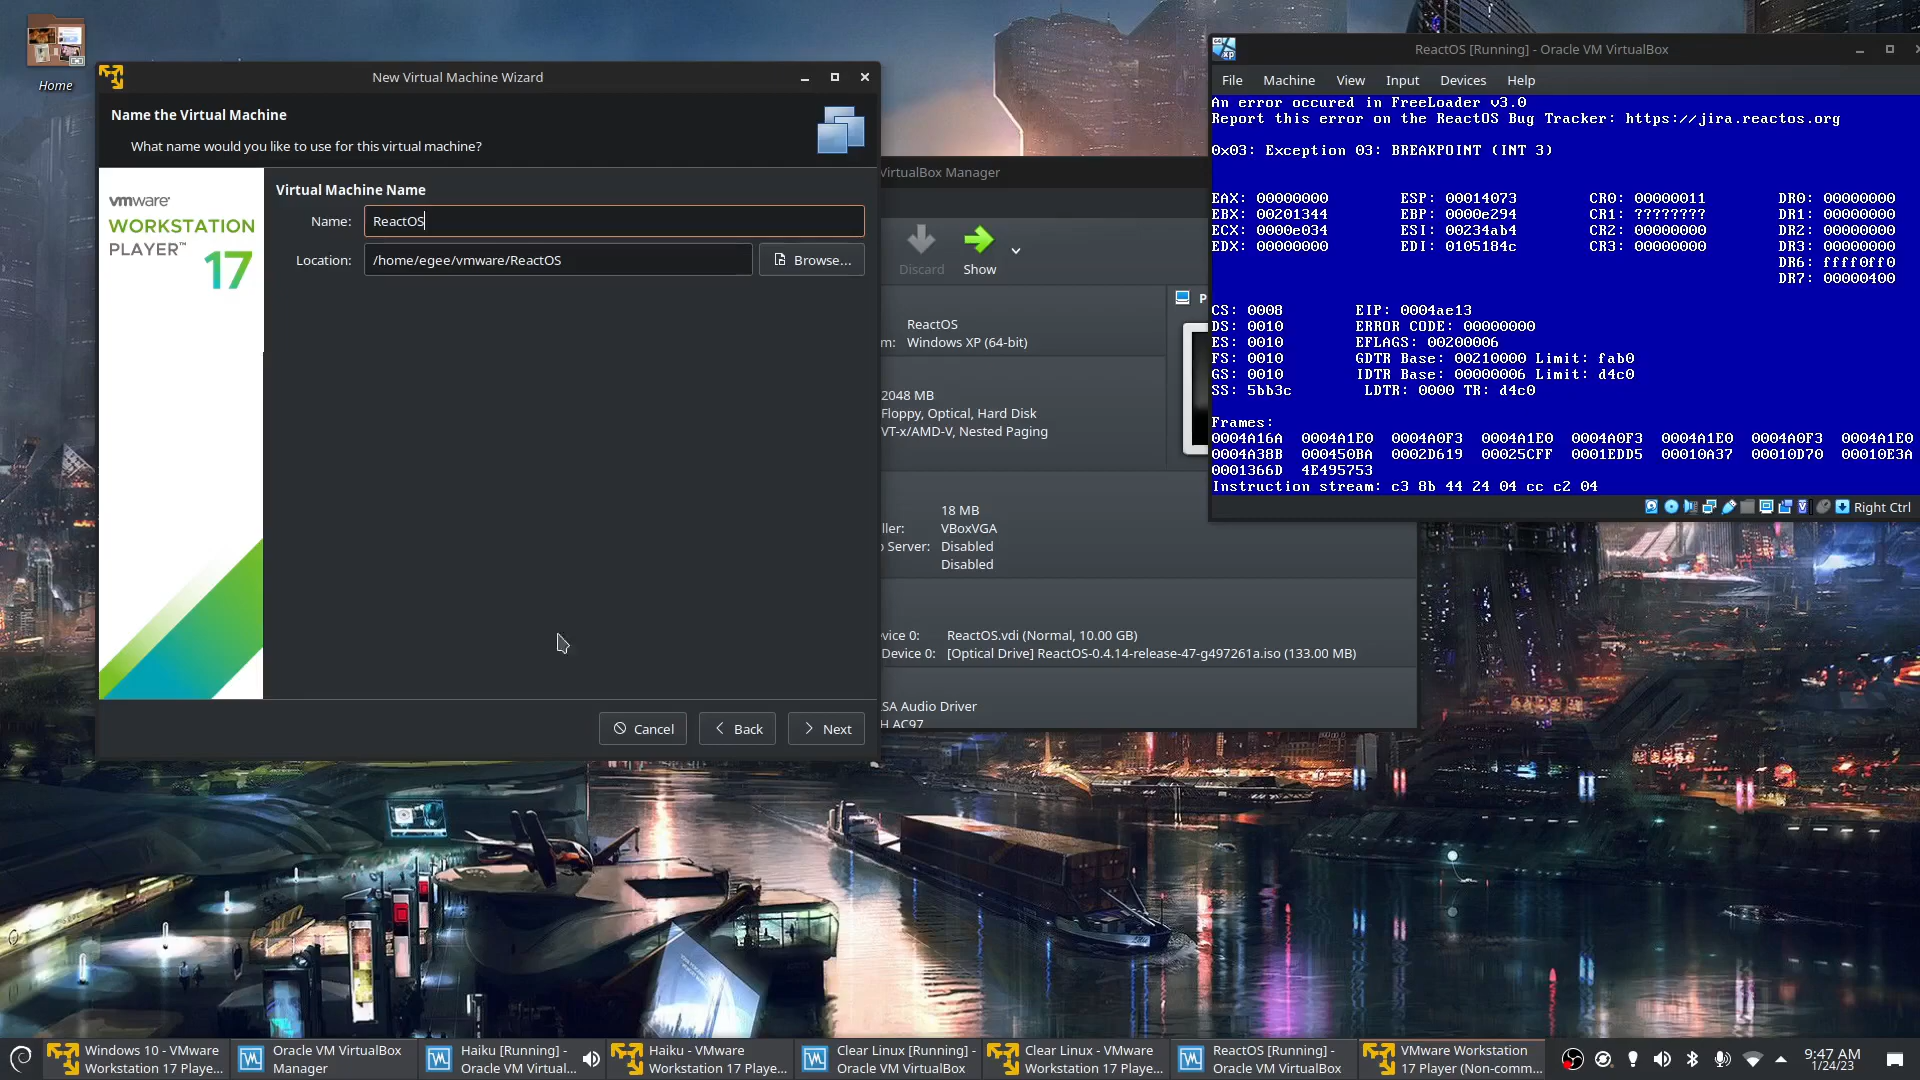 Home
New Virtual Machine Wizard
Name the Virtual Machine
What name would you like to use for this virtual machine?
vmware
WORKSTATION
PLAYER™
17
Virtual Machine Name
Name: ReactOS
Location: /home/egee/vmware/ReactOS Browse...
Cancel Back Next
VirtualBox Manager
Discard Show
P
ReactOS
m: Windows XP (64-bit)
2048 MB
Floppy, Optical, Hard Disk
VT-x/AMD-V, Nested Paging
18 MB
ller: VBoxVGA
o Server: Disabled
Disabled
vice 0: ReactOS.vdi (Normal, 10.00 GB)
Device 0: [Optical Drive] ReactOS-0.4.14-release-47-g497261a.iso (133.00 MB)
SA Audio Driver
H AC97
ReactOS [Running] - Oracle VM VirtualBox
File Machine View Input Devices Help
An error occured in FreeLoader v3.0
Report this error on the ReactOS Bug Tracker: https://jira.reactos.org
0x03: Exception 03: BREAKPOINT (INT 3)
EAX: 00000000 ESP: 00014073 CR0: 00000011 DR0: 00000000
EBX: 00201344 EBP: 0000e294 CR1: ???????? DR1: 00000000
ECX: 0000e034 ESI: 00234ab4 CR2: 00000000 DR2: 00000000
EDX: 00000000 EDI: 0105184c CR3: 00000000 DR3: 00000000
DR6: ffff0ff0
DR7: 00000400
CS: 0008 EIP: 0004ae13
DS: 0010 ERROR CODE: 00000000
ES: 0010 EFLAGS: 00200006
FS: 0010 GDTR Base: 00210000 Limit: fab0
GS: 0010 IDTR Base: 00000006 Limit: d4c0
SS: 5bb3c LDTR: 0000 TR: d4c0
Frames:
0004A16A 0004A1E0 0004A0F3 0004A1E0 0004A0F3 0004A1E0 0004A0F3 0004A1E0
0004A38B 000450BA 0002D619 00025CFF 0001EDD5 00010A37 00010D70 00010E3A
0001366D 4E495753
Instruction stream: c3 8b 44 24 04 cc c2 04
Right Ctrl
Windows 10 - VMware
Workstation 17 Playe...
Oracle VM VirtualBox
Manager
Haiku [Running] -
Oracle VM Virtual...
Haiku - VMware
Workstation 17 Playe...
Clear Linux [Running] -
Oracle VM VirtualBox
Clear Linux - VMware
Workstation 17 Playe...
ReactOS [Running] -
Oracle VM VirtualBox
VMware Workstation
17 Player (Non-comm...
9:47 AM
1/24/23